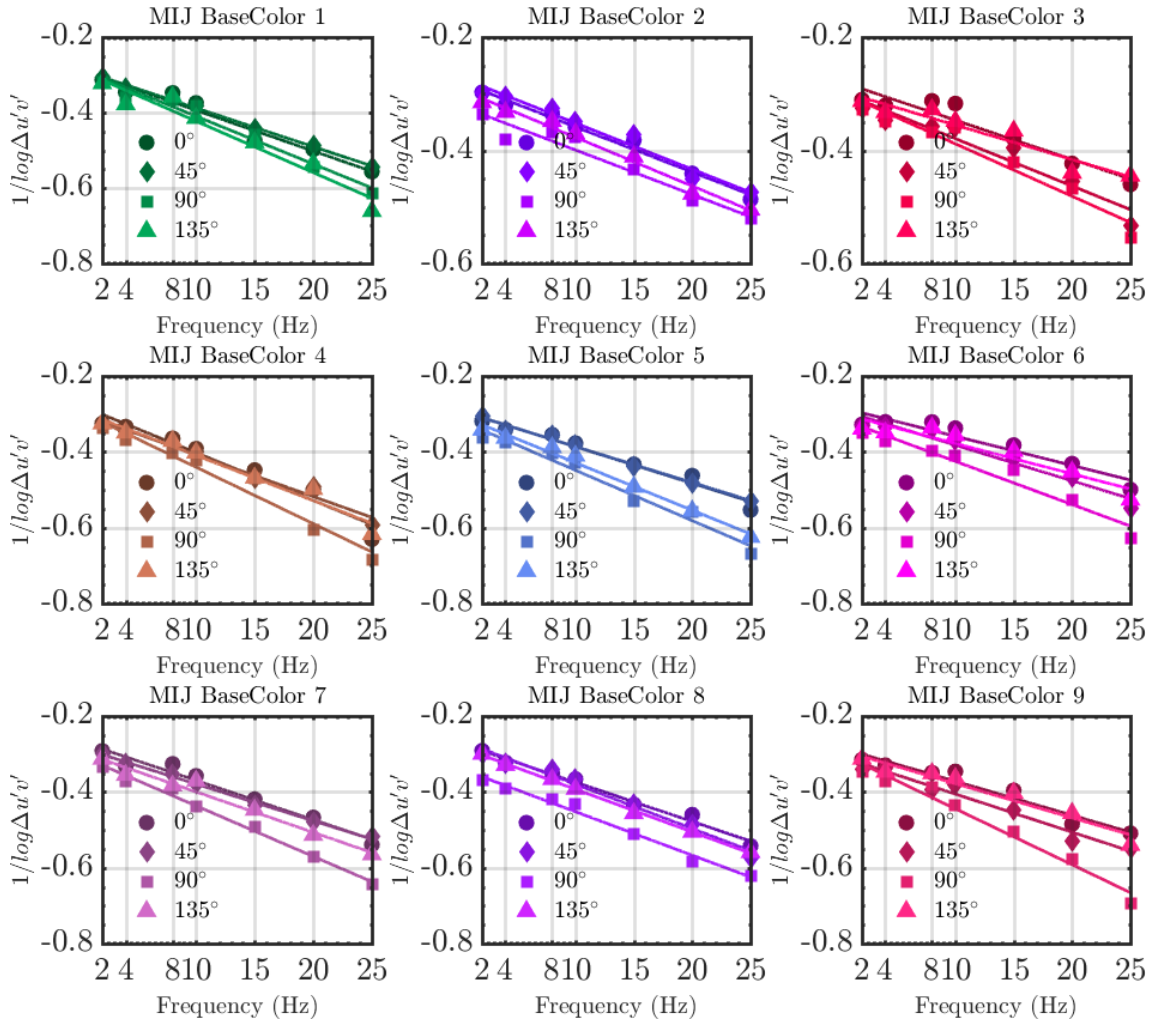 MIJ BaseColor 1
-0.2
-0.4
-0.6
-0.8
1/logΔu′v′
0°
45°
90°
135°
2 4 8 10 15 20 25
Frequency (Hz)
MIJ BaseColor 2
-0.2
-0.4
-0.6
1/logΔu′v′
0°
45°
90°
135°
2 4 8 10 15 20 25
Frequency (Hz)
MIJ BaseColor 3
-0.2
-0.4
-0.6
1/logΔu′v′
0°
45°
90°
135°
2 4 8 10 15 20 25
Frequency (Hz)
MIJ BaseColor 4
-0.2
-0.4
-0.6
-0.8
1/logΔu′v′
0°
45°
90°
135°
2 4 8 10 15 20 25
Frequency (Hz)
MIJ BaseColor 5
-0.2
-0.4
-0.6
-0.8
1/logΔu′v′
0°
45°
90°
135°
2 4 8 10 15 20 25
Frequency (Hz)
MIJ BaseColor 6
-0.2
-0.4
-0.6
-0.8
1/logΔu′v′
0°
45°
90°
135°
2 4 8 10 15 20 25
Frequency (Hz)
MIJ BaseColor 7
-0.2
-0.4
-0.6
-0.8
1/logΔu′v′
0°
45°
90°
135°
2 4 8 10 15 20 25
Frequency (Hz)
MIJ BaseColor 8
-0.2
-0.4
-0.6
-0.8
1/logΔu′v′
0°
45°
90°
135°
2 4 8 10 15 20 25
Frequency (Hz)
MIJ BaseColor 9
-0.2
-0.4
-0.6
-0.8
1/logΔu′v′
0°
45°
90°
135°
2 4 8 10 15 20 25
Frequency (Hz)